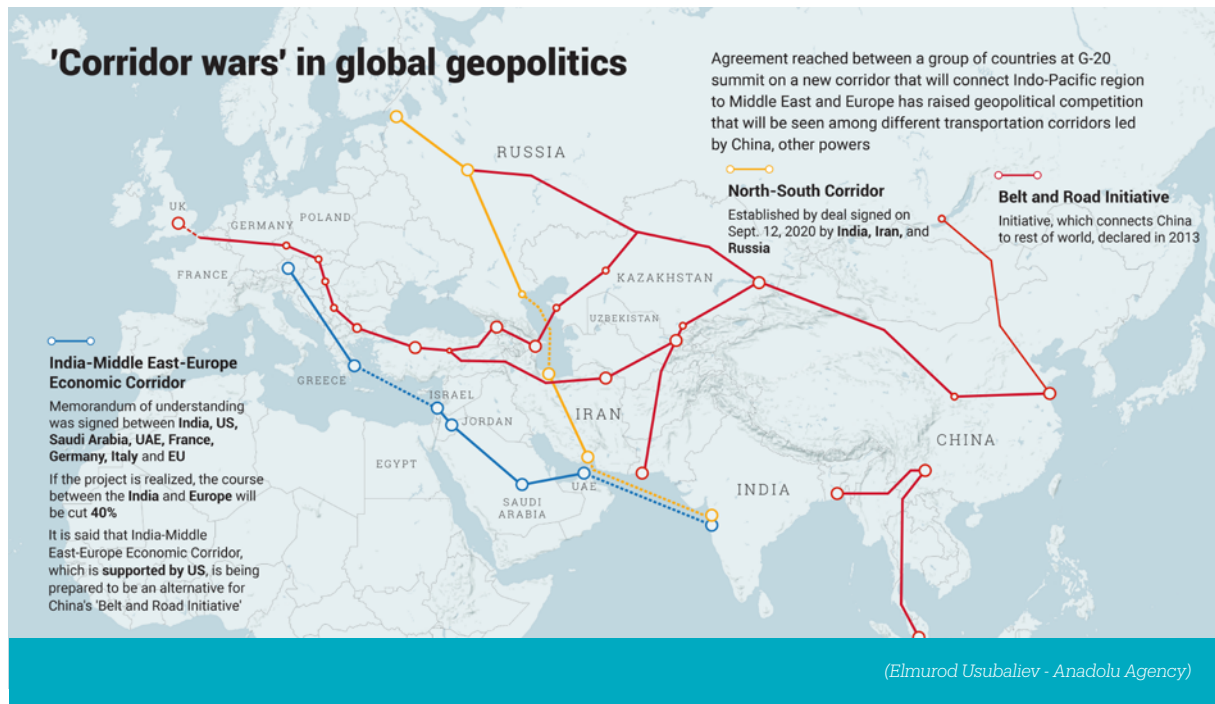 'Corridor wars' in global geopolitics
Agreement reached between a group of countries at G-20
summit on a new corridor that will connect Indo-Pacific region
to Middle East and Europe has raised geopolitical competition
that will be seen among different transportation corridors led
by China, other powers
North-South Corridor
Established by deal signed on
Sept. 12, 2020 by India, Iran, and
Russia
Belt and Road Initiative
Initiative, which connects China
to rest of world, declared in 2013
RUSSIA
UK
GERMANY
POLAND
FRANCE
KAZAKHSTAN
UZBEKISTAN
GREECE
ISRAEL
JORDAN
IRAN
EGYPT
CHINA
UAE
INDIA
SAUDI
ARABIA
India-Middle East-Europe
Economic Corridor
Memorandum of understanding
was signed between India, US,
Saudi Arabia, UAE, France,
Germany, Italy and EU
If the project is realized, the course
between the India and Europe will
be cut 40%
It is said that India-Middle
East-Europe Economic Corridor,
which is supported by US, is being
prepared to be an alternative for
China's 'Belt and Road Initiative'
(Elmurod Usubaliev - Anadolu Agency)